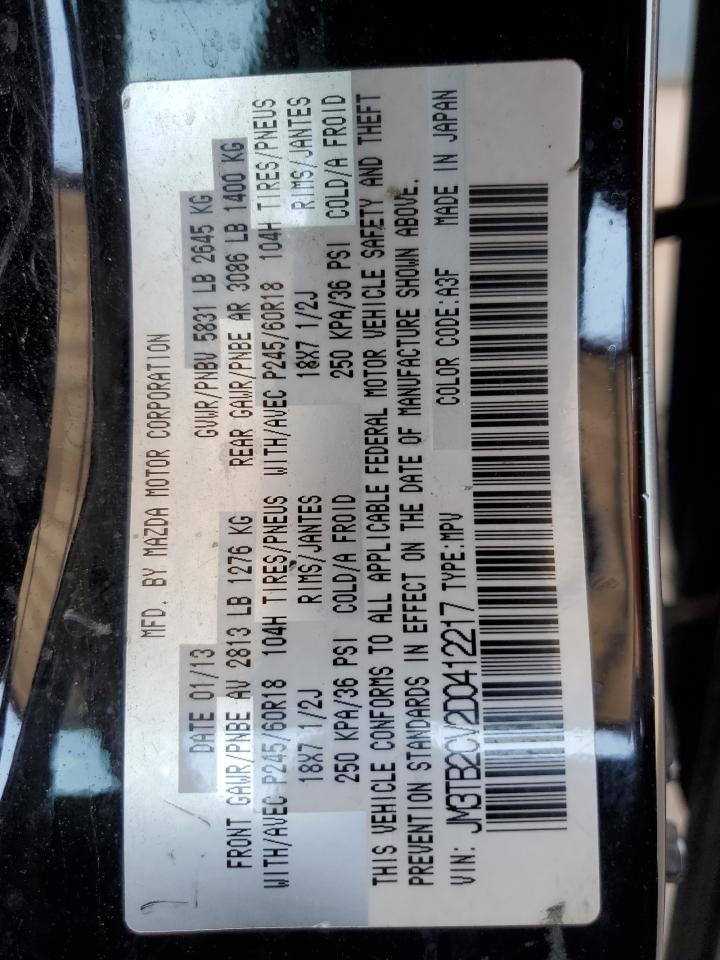 MFD. BY MAZDA MOTOR CORPORATION
DATE 01/13 GVWR/PNBV 5831 LB 2645 KG
FRONT GAWR/PNBE AV 2813 LB 1276 KG REAR GAWR/PNBE AR 3086 LB 1400 KG
WITH/AVEC P245/60R18 104H TIRES/PNEUS WITH/AVEC P245/60R18 104H TIRES/PNEUS
18X7 1/2J RIMS/JANTES 18X7 1/2J RIMS/JANTES
250 KPA/36 PSI COLD/A FROID 250 KPA/36 PSI COLD/A FROID
THIS VEHICLE CONFORMS TO ALL APPLICABLE FEDERAL MOTOR VEHICLE SAFETY AND THEFT
PREVENTION STANDARDS IN EFFECT ON THE DATE OF MANUFACTURE SHOWN ABOVE.
VIN: JM3TB2CV2D0412217 TYPE:MPV COLOR CODE:A3F MADE IN JAPAN